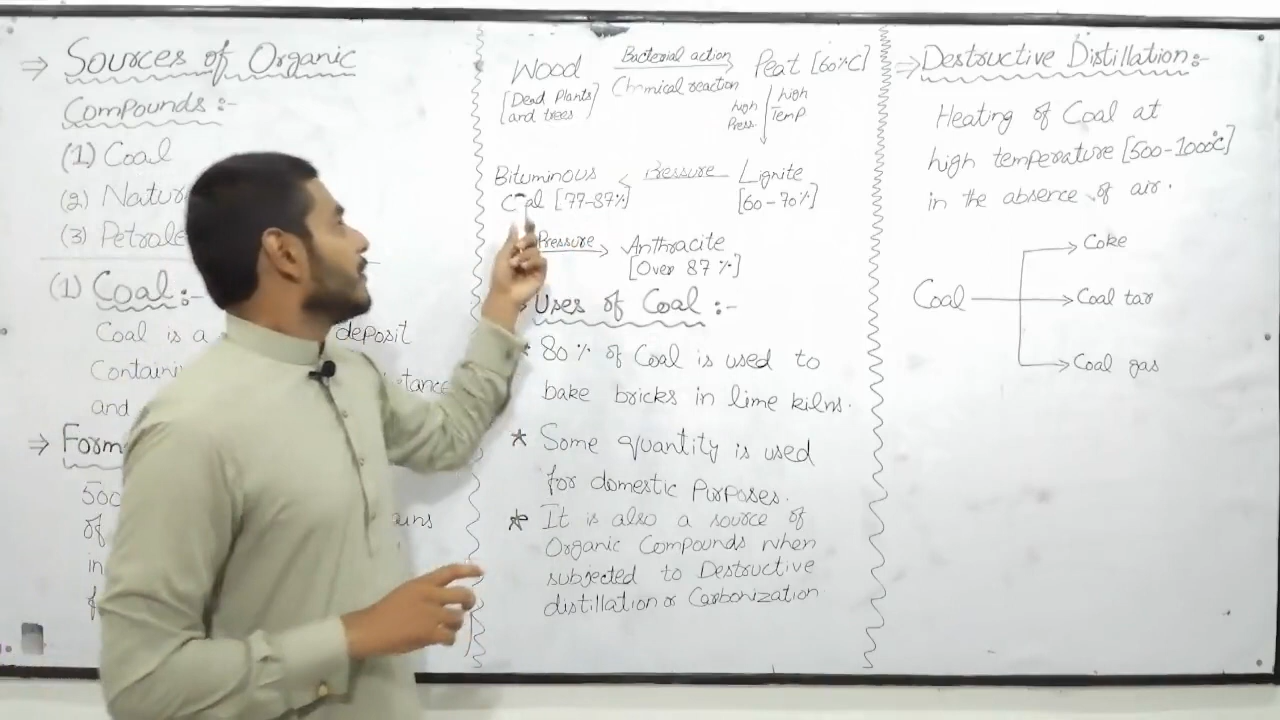 ⇒ Sources of Organic
Compounds :-
(1) Coal
(2)
(3)
(1) Coal :-
Coal is a deposit
and
⇒
of
in
Wood Bacterial action Peat [60%C]
Chemical reaction
[Dead Plants
and trees]
high Press. high Temp
Bituminous Pressure Lignite
Coal [77-87%] [60-70%]
Pressure Anthracite
[Over 87 %]
Uses of Coal :-
* 80% of Coal is used to
bake bricks in lime kilns.
* Some quantity is used
for domestic Purposes.
* It is also a source of
Organic Compounds when
subjected to Destructive
distillation or Carbonization
⇒ Destructive Distillation:-
Heating of Coal at
high temperature [500-1000°C]
in the absence of air.
Coke
Coal Coal tar
Coal gas